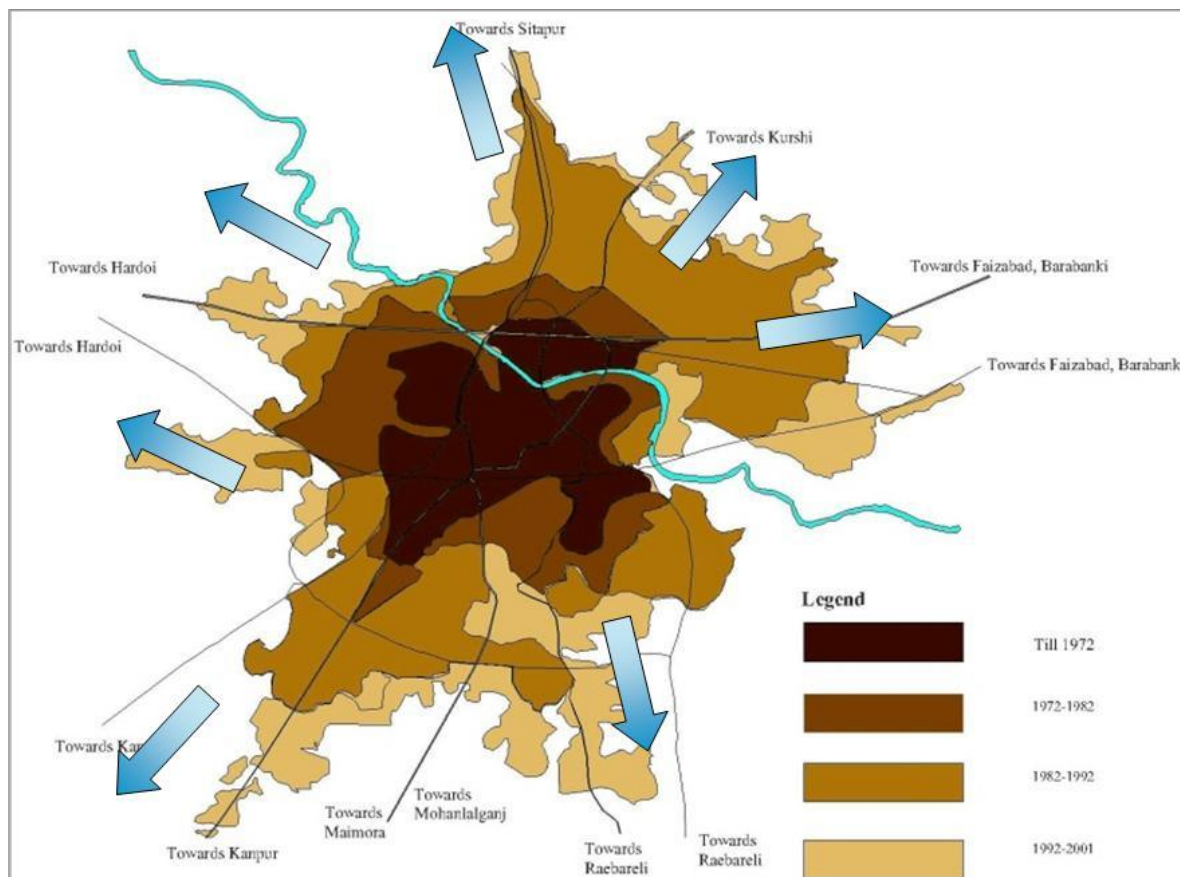 Towards Sitapur
Towards Kurshi
Towards Faizabad, Barabanki
Towards Hardoi
Towards Hardoi
Towards Faizabad, Barabank
Legend
Till 1972
1972-1982
1982-1992
1992-2001
Towards
Towards
Mohanlalganj
Towards
Maimora
Towards Kanpur
Towards
Raebareli
Towards
Raebareli